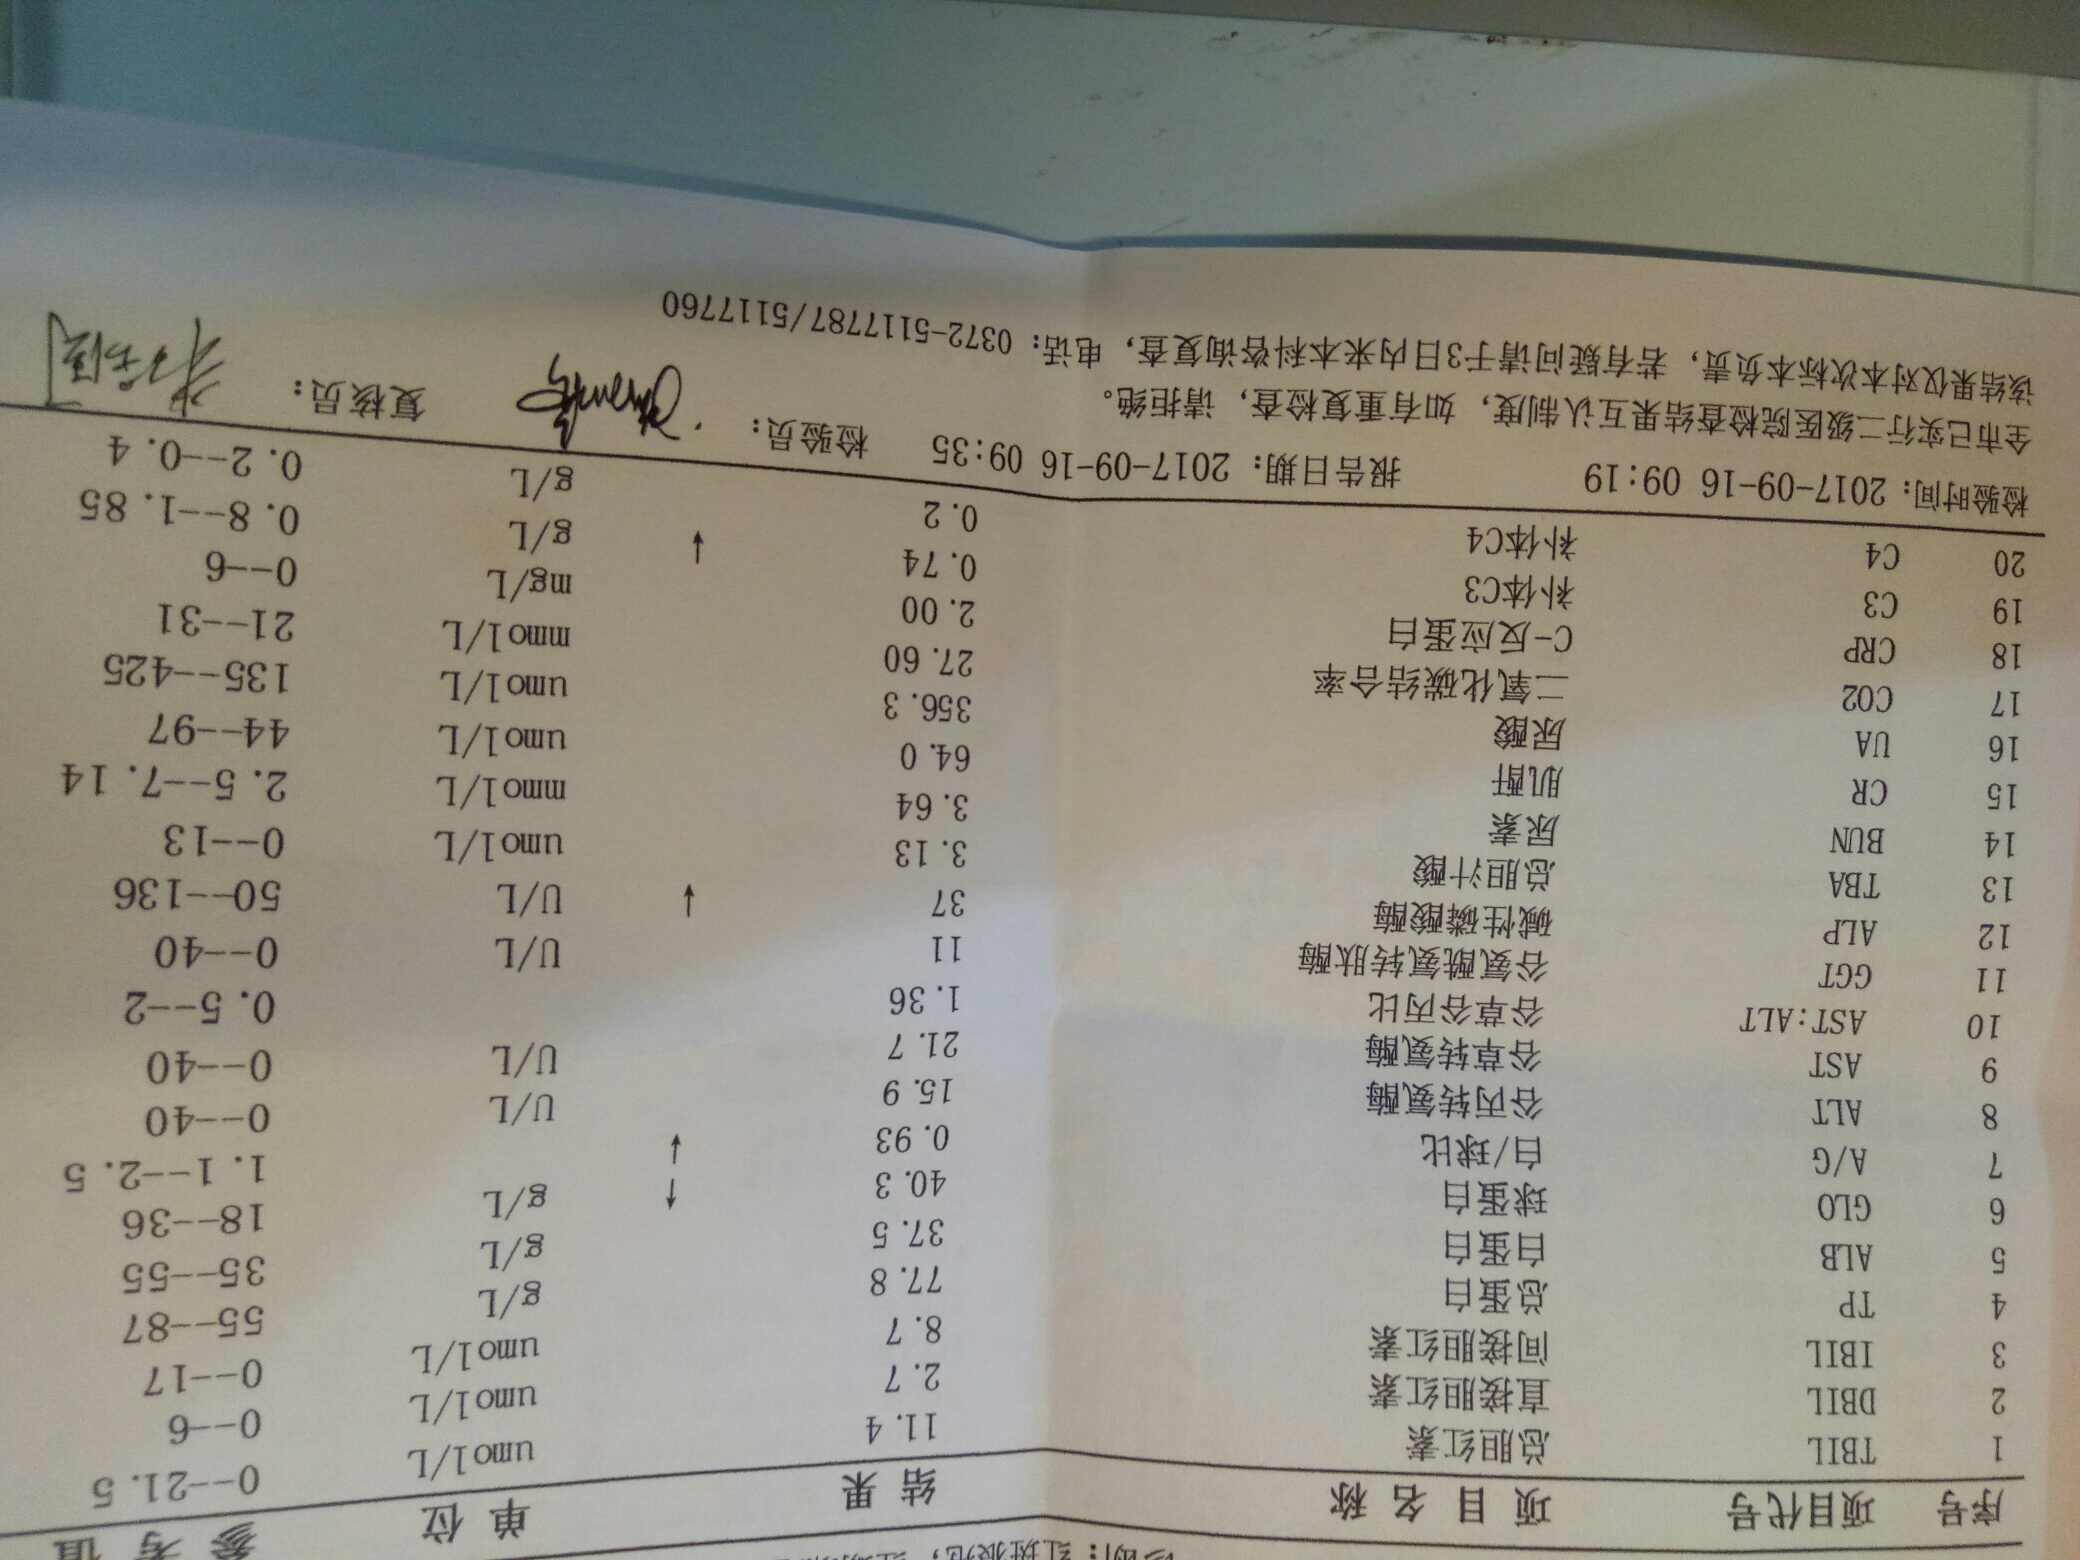 序号 项目代号 项目名称 结果 单位 参考值
1 TBIL 总胆红素 11.4 umol/L 0--21.5
2 DBIL 直接胆红素 2.7 umol/L 0--6
3 IBIL 间接胆红素 8.7 umol/L 0--17
4 TP 总蛋白 77.8 g/L 55--87
5 ALB 白蛋白 37.5 g/L 35--55
6 GLO 球蛋白 40.3 ↑ g/L 18--36
7 A/G 白/球比 0.93 ↓ 1.1--2.5
8 ALT 谷丙转氨酶 15.9 U/L 0--40
9 AST 谷草转氨酶 21.7 U/L 0--40
10 AST:ALT 谷草谷丙比 1.36 0.5--2
11 GGT 谷氨酰氨转肽酶 11 U/L 0--40
12 ALP 碱性磷酸酶 37 ↓ U/L 50--136
13 TBA 总胆汁酸 3.13 umol/L 0--13
14 BUN 尿素 3.64 mmol/L 2.5--7.14
15 CR 肌酐 64.0 umol/L 44--97
16 UA 尿酸 356.3 umol/L 135--425
17 CO2 二氧化碳结合率 27.60 mmol/L 21--31
18 CRP C-反应蛋白 2.00 mg/L 0--6
19 C3 补体C3 0.74 ↓ g/L 0.8--1.85
20 C4 补体C4 0.2 g/L 0.2--0.4
检验时间: 2017-09-16 09:19 报告日期: 2017-09-16 09:35 检验员: 复核员:
全市已实行二级医院检查结果互认制度，如有重复检查，请拒绝。
该结果仅对本次标本负责，若有疑问请于3日内来本科咨询复查，电话: 0372-5117787/5117760